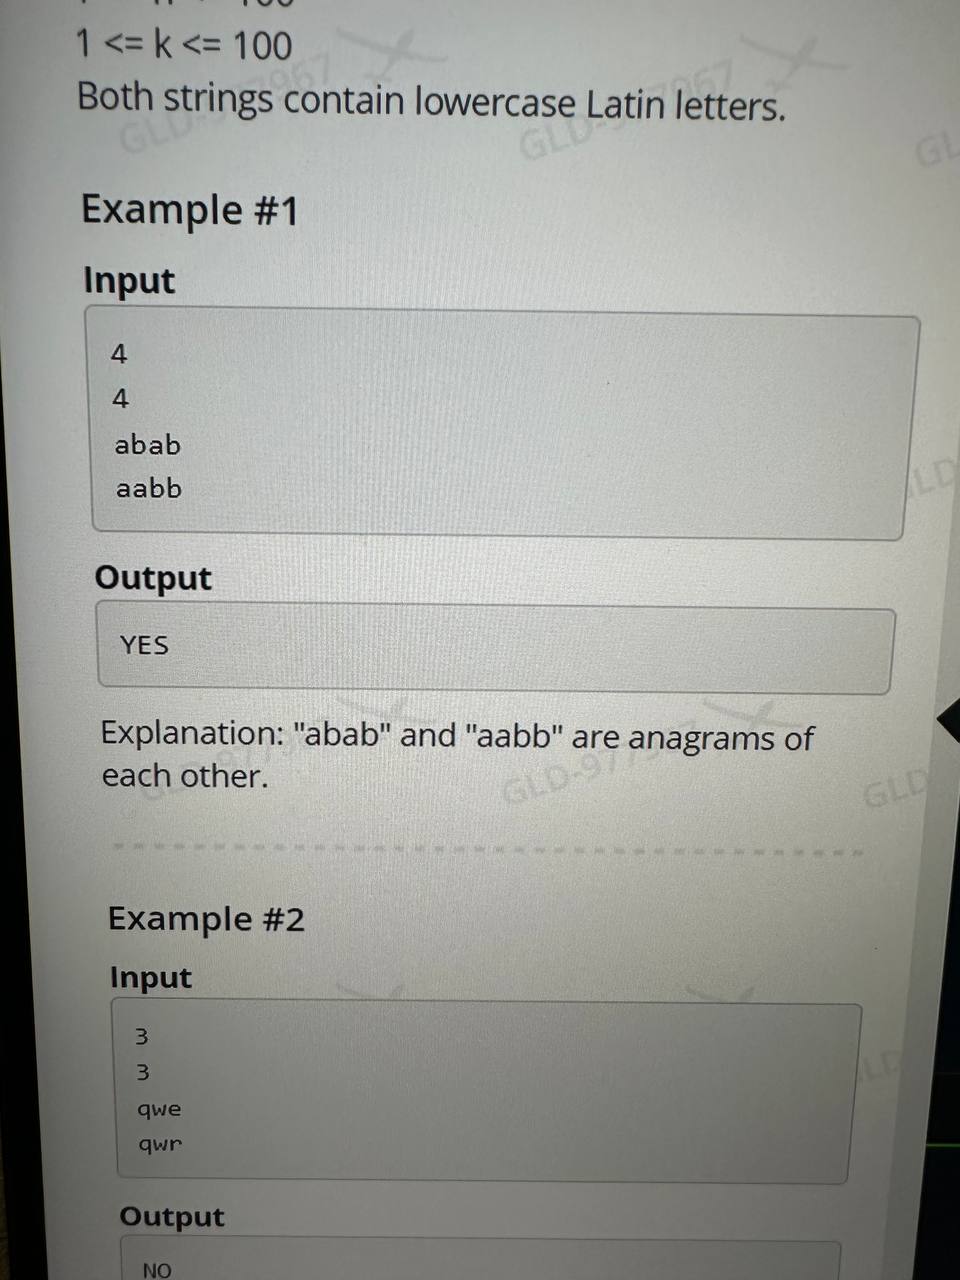 1 <= k <= 100
Both strings contain lowercase Latin letters.
Example #1
Input
4
4
abab
aabb
Output
YES
Explanation: "abab" and "aabb" are anagrams of
each other.
Example #2
Input
3
3
qwe
qwr
Output
NO